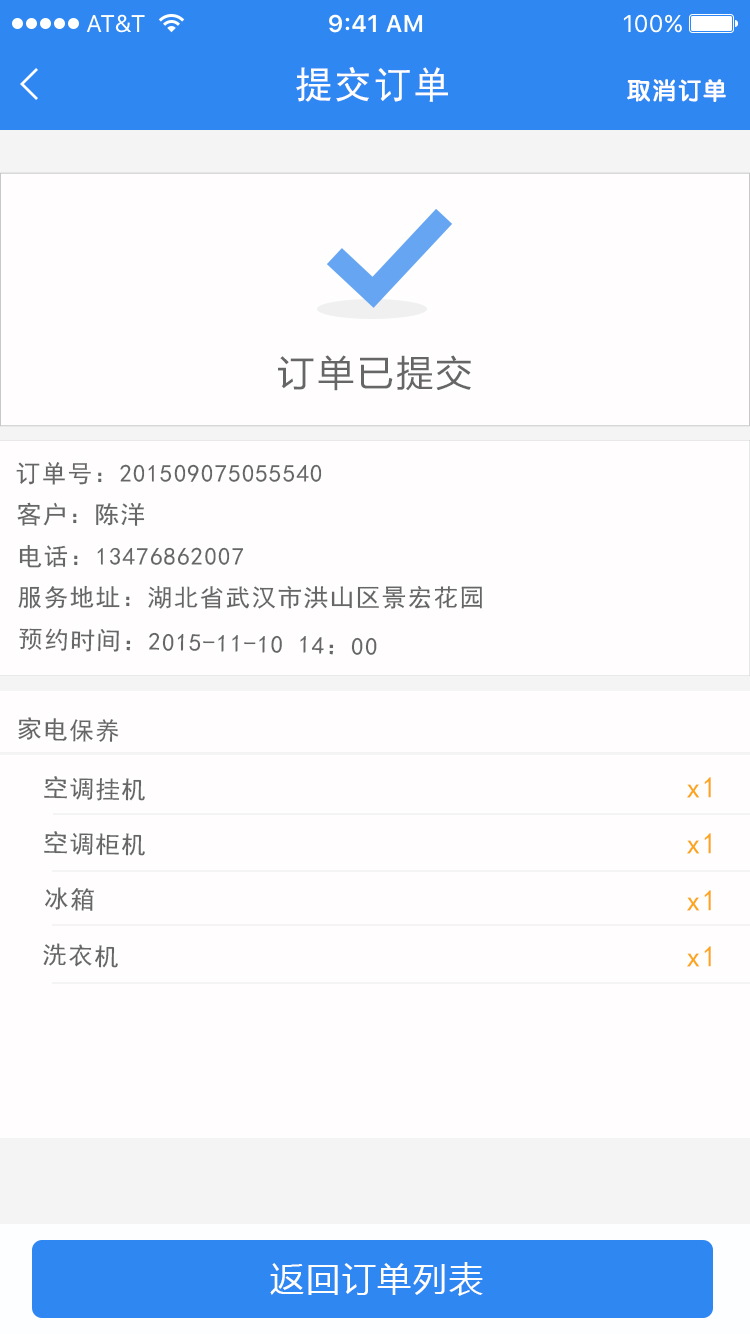 AT&T 9:41 AM 100%
提交订单 取消订单
订单已提交
订单号：201509075055540
客户：陈洋
电话：13476862007
服务地址：湖北省武汉市洪山区景宏花园
预约时间：2015-11-10 14：00
家电保养
空调挂机 x1
空调柜机 x1
冰箱 x1
洗衣机 x1
返回订单列表